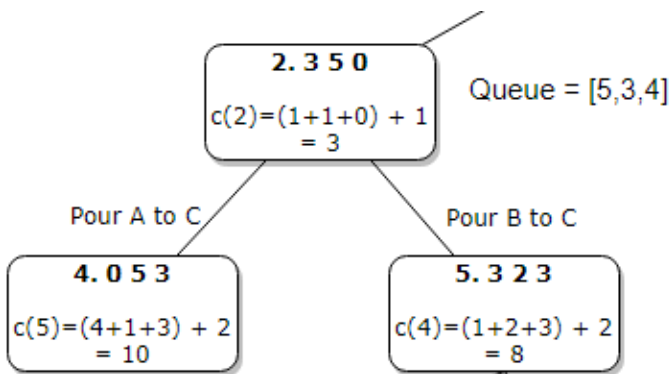 2. 3 5 0
c(2)=(1+1+0) + 1
= 3
Queue = [5,3,4]
Pour A to C
Pour B to C
4. 0 5 3
c(5)=(4+1+3) + 2
= 10
5. 3 2 3
c(4)=(1+2+3) + 2
= 8